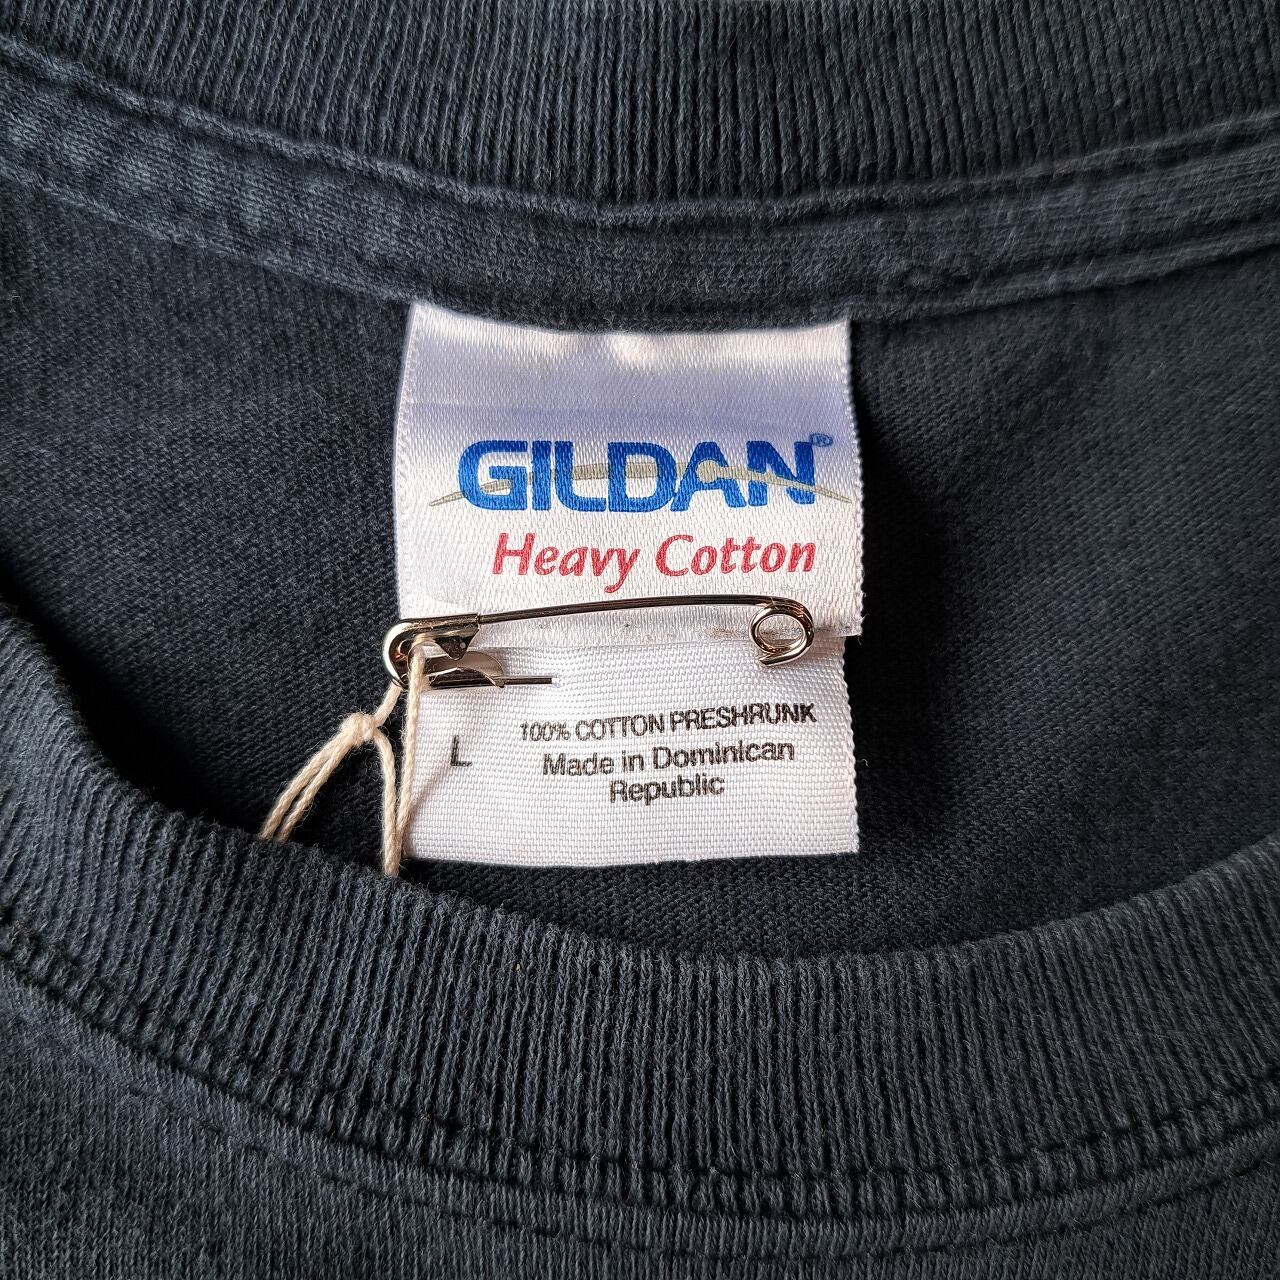 GILDAN®
Heavy Cotton
100% COTTON PRESHRUNK
L
Made in Dominican
Republic